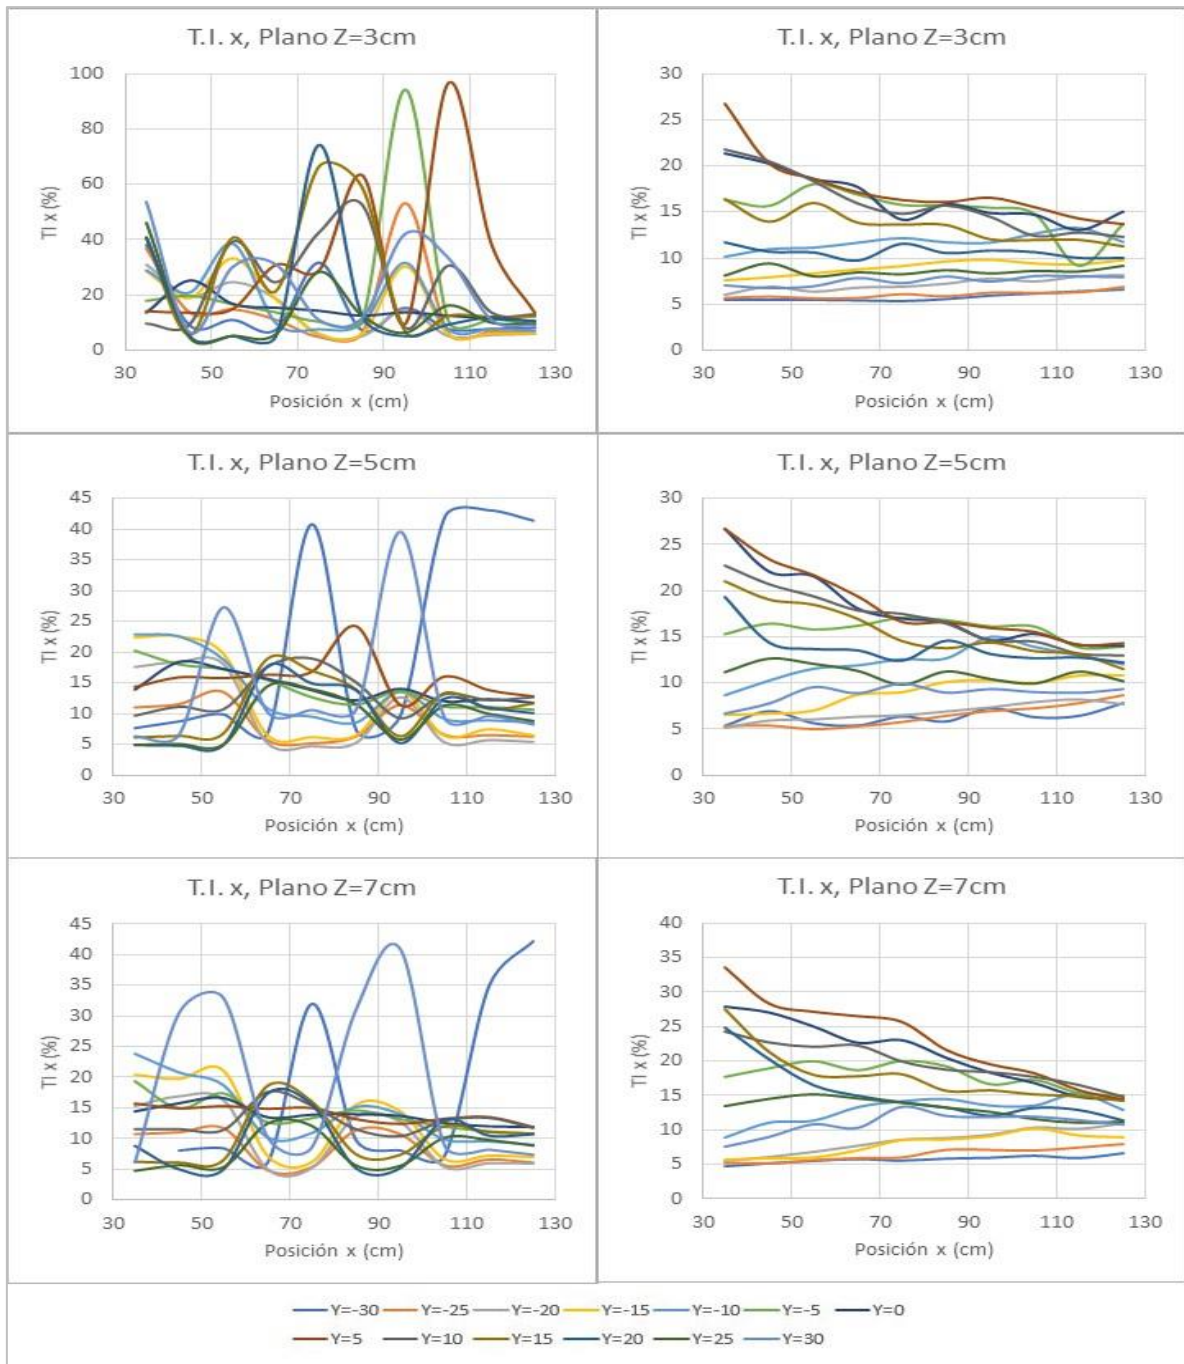 T.I. x, Plano Z=3cm
TI x (%)
100
80
60
40
20
0
30 50 70 90 110 130
Posición x (cm)
T.I. x, Plano Z=3cm
TI x (%)
30
25
20
15
10
5
0
30 50 70 90 110 130
Posición x (cm)
T.I. x, Plano Z=5cm
TI x (%)
45
40
35
30
25
20
15
10
5
0
30 50 70 90 110 130
Posición x (cm)
T.I. x, Plano Z=5cm
TI x (%)
30
25
20
15
10
5
0
30 50 70 90 110 130
Posición x (cm)
T.I. x, Plano Z=7cm
TI x (%)
45
40
35
30
25
20
15
10
5
0
30 50 70 90 110 130
Posición x (cm)
T.I. x, Plano Z=7cm
TI x (%)
40
35
30
25
20
15
10
5
0
30 50 70 90 110 130
Posición x (cm)
Y=-30 Y=-25 Y=-20 Y=-15 Y=-10 Y=-5 Y=0
Y=5 Y=10 Y=15 Y=20 Y=25 Y=30